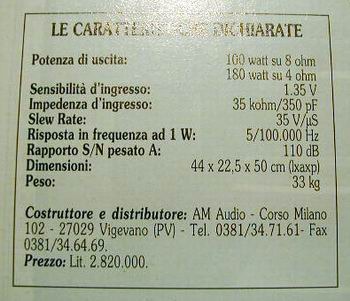 LE CARATTERISTICHE DICHIARATE
Potenza di uscita: 100 watt su 8 ohm
180 watt su 4 ohm
Sensibilità d'ingresso: 1.35 V
Impedenza d'ingresso: 35 kohm/350 pF
Slew Rate: 35 V/µS
Risposta in frequenza ad 1 W: 5/100.000 Hz
Rapporto S/N pesato A: 110 dB
Dimensioni: 44 x 22,5 x 50 cm (lxaxp)
Peso: 33 kg
Costruttore e distributore: AM Audio - Corso Milano
102 - 27029 Vigevano (PV) - Tel. 0381/34.71.61- Fax
0381/34.64.69.
Prezzo: Lit. 2.820.000.